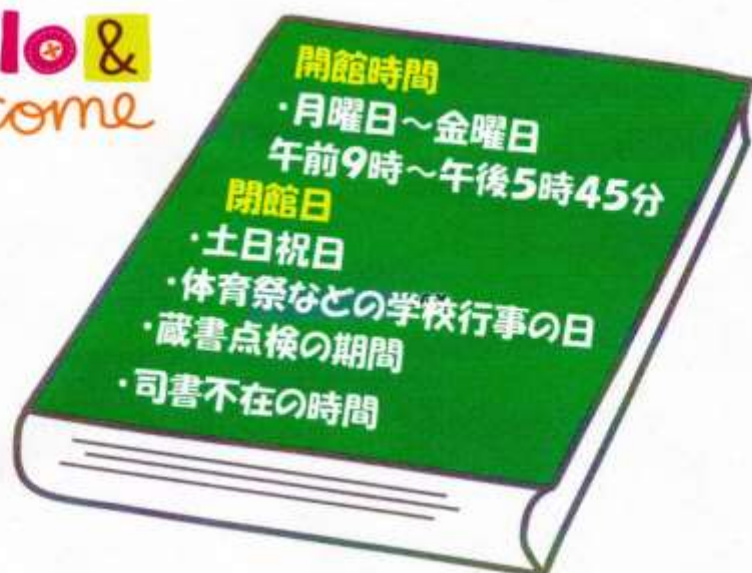 lo &
come
開館時間
・月曜日～金曜日
午前9時～午後5時45分
閉館日
・土日祝日
・体育祭などの学校行事の日
・蔵書点検の期間
・司書不在の時間